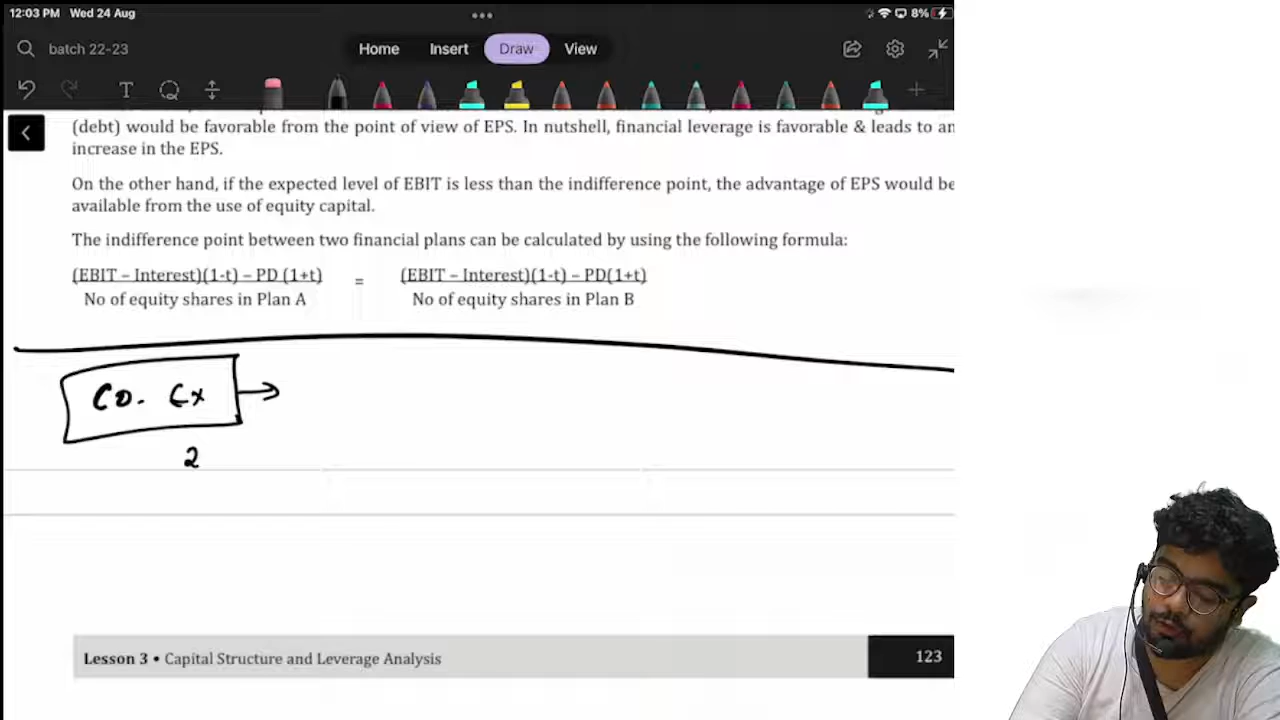 12:03 PM Wed 24 Aug
8%
batch 22-23
Home Insert Draw View
(debt) would be favorable from the point of view of EPS. In nutshell, financial leverage is favorable & leads to an
increase in the EPS.
On the other hand, if the expected level of EBIT is less than the indifference point, the advantage of EPS would be
available from the use of equity capital.
The indifference point between two financial plans can be calculated by using the following formula:
(EBIT – Interest)(1-t) – PD (1+t) = (EBIT – Interest)(1-t) – PD(1+t)
No of equity shares in Plan A No of equity shares in Plan B
Co. Ex
2
Lesson 3 • Capital Structure and Leverage Analysis 123